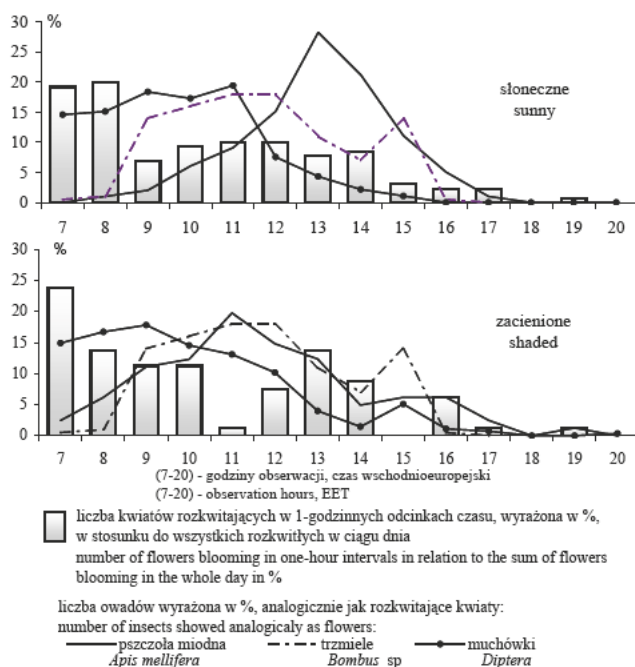 %
30
25
20
15
10
5
0
słoneczne
sunny
7 8 9 10 11 12 13 14 15 16 17 18 19 20
%
30
25
20
15
10
5
0
zacienione
shaded
7 8 9 10 11 12 13 14 15 16 17 18 19 20
(7-20) - godziny obserwacji, czas wschodnioeuropejski
(7-20) - observation hours, EET
liczba kwiatów rozkwitających w 1-godzinnych odcinkach czasu, wyrażona w %,
w stosunku do wszystkich rozkwitłych w ciągu dnia
number of flowers blooming in one-hour intervals in relation to the sum of flowers
blooming in the whole day in %
liczba owadów wyrażona w %, analogicznie jak rozkwitające kwiaty:
number of insects showed analogicaly as flowers:
pszczoła miodna trzmiele muchówki
Apis mellifera Bombus sp Diptera